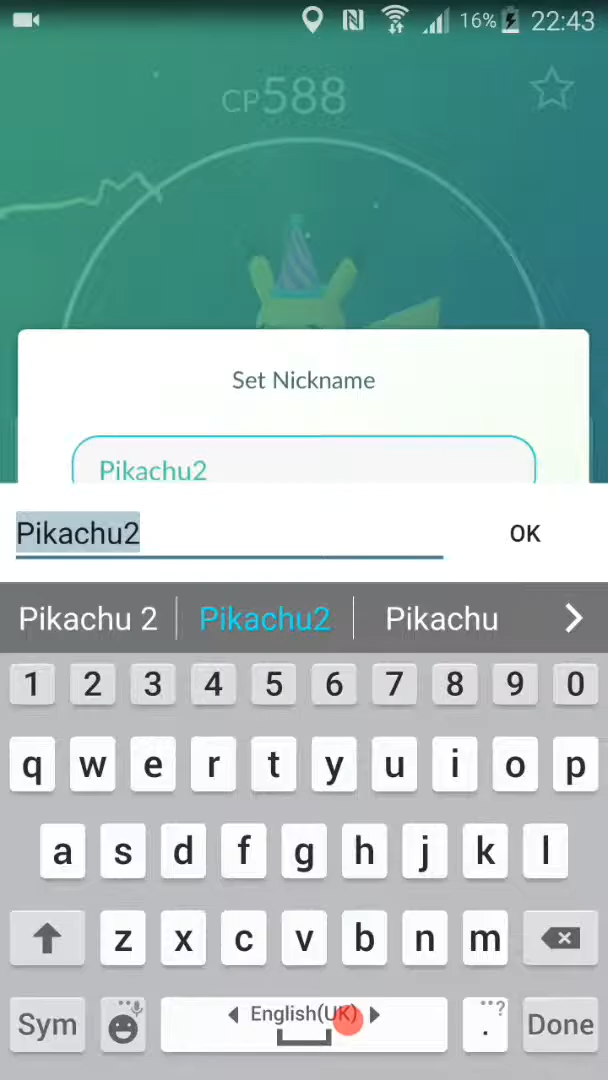 16% 22:43
CP588
Set Nickname
Pikachu2
Pikachu2 OK
Pikachu 2 Pikachu2 Pikachu
1 2 3 4 5 6 7 8 9 0
q w e r t y u i o p
a s d f g h j k l
z x c v b n m
Sym English(UK) . ? Done